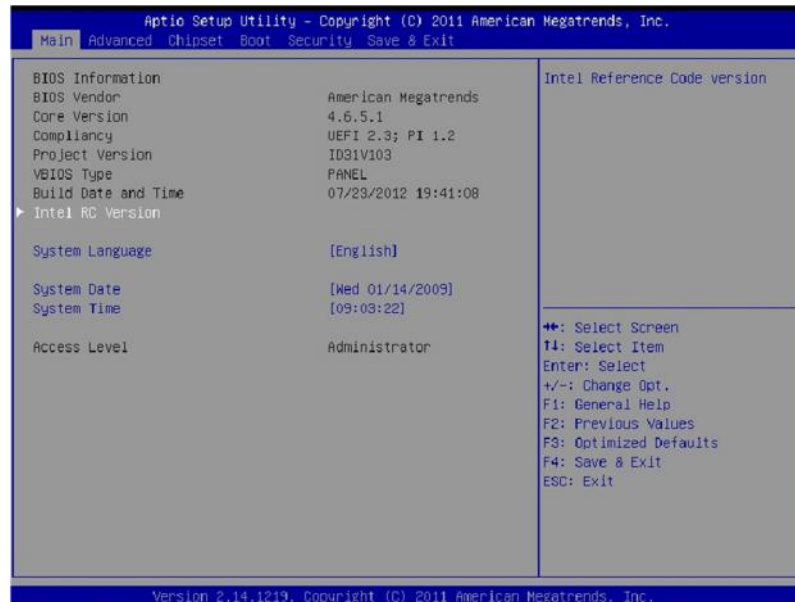 Aptio Setup Utility - Copyright (C) 2011 American Megatrends, Inc.
Main Advanced Chipset Boot Security Save & Exit
BIOS Information
BIOS Vendor American Megatrends
Core Version 4.6.5.1
Compliancy UEFI 2.3; PI 1.2
Project Version ID31V103
VBIOS Type PANEL
Build Date and Time 07/23/2012 19:41:08
Intel RC Version
System Language [English]
System Date [Wed 01/14/2009]
System Time [09:03:22]
Access Level Administrator
Intel Reference Code version
→←: Select Screen
↑↓: Select Item
Enter: Select
+/-: Change Opt.
F1: General Help
F2: Previous Values
F3: Optimized Defaults
F4: Save & Exit
ESC: Exit
Version 2.14.1219. Copyright (C) 2011 American Megatrends, Inc.